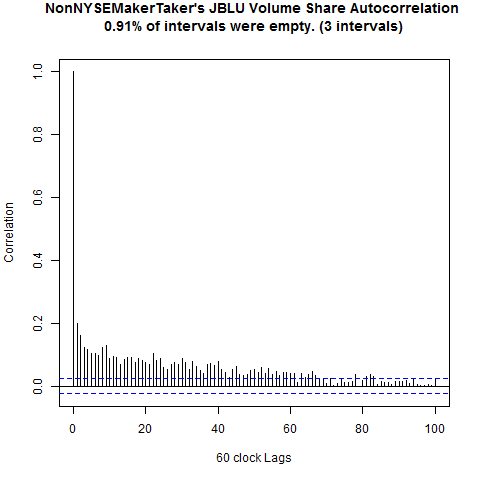 NonNYSEMakerTaker's JBLU Volume Share Autocorrelation
0.91% of intervals were empty. (3 intervals)
Correlation
1.0
0.8
0.6
0.4
0.2
0.0
0 20 40 60 80 100
60 clock Lags